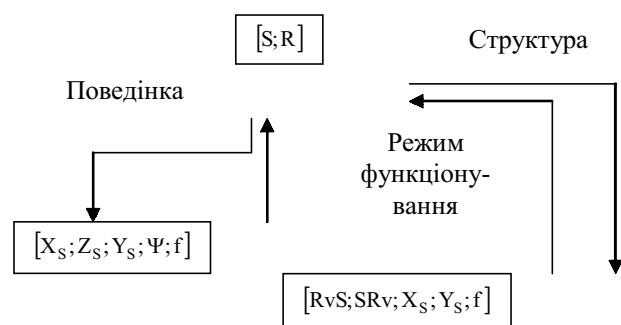 [S;R]
Структура
Поведінка
Режим
функціону-
вання
[X_S;Z_S;Y_S;Ψ;f]
[RvS;SRv;X_S;Y_S;f]